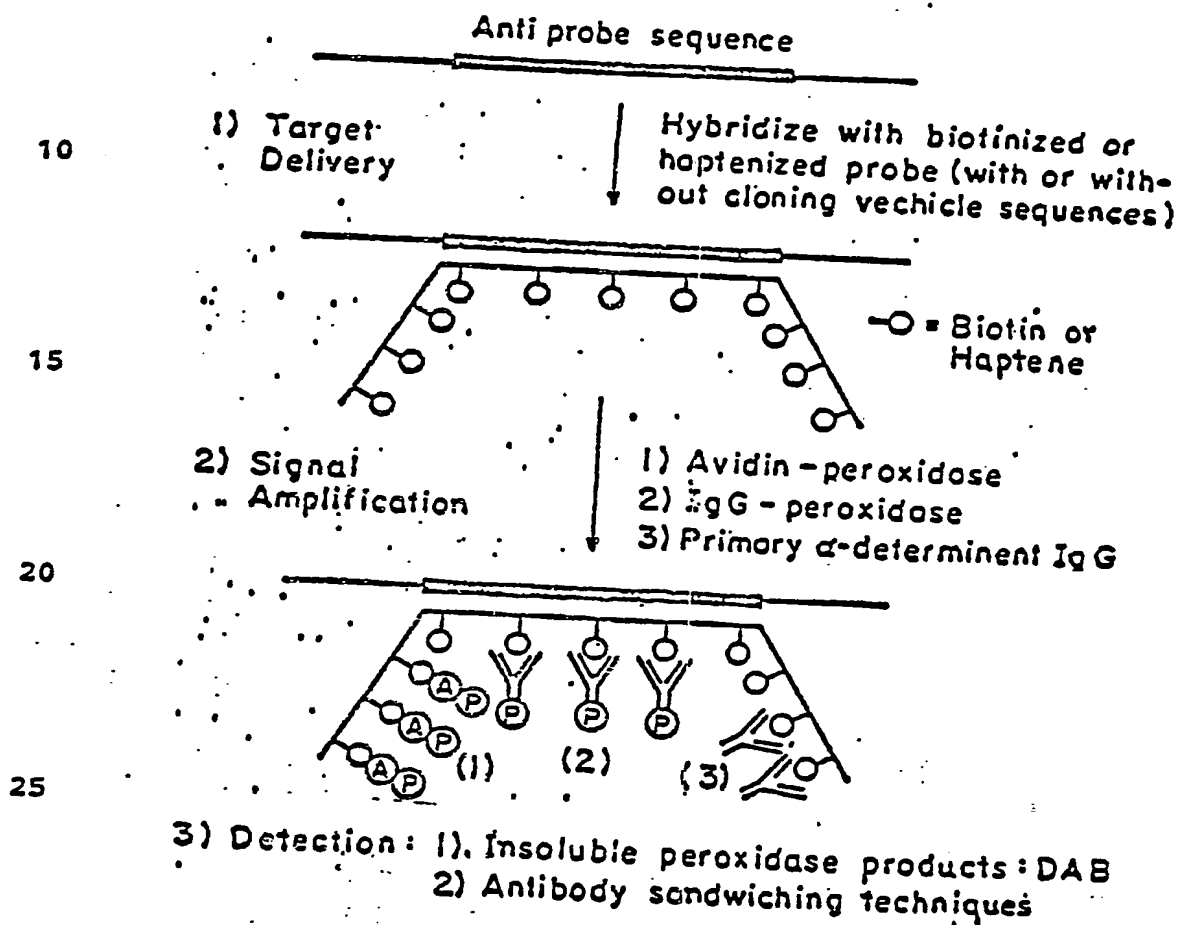 Anti probe sequence
1) Target
Delivery
Hybridize with biotinized or
haptenized probe (with or with-
out cloning vechicle sequences)
10
-O = Biotin or
Haptene
15
2) Signal
Amplification
1) Avidin-peroxidase
2) IgG-peroxidase
3) Primary α-determinent IgG
20
A P P P P
A P (1) (2) (3)
A P
25
3) Detection: 1). Insoluble peroxidase products: DAB
2) Antibody sandwiching techniques